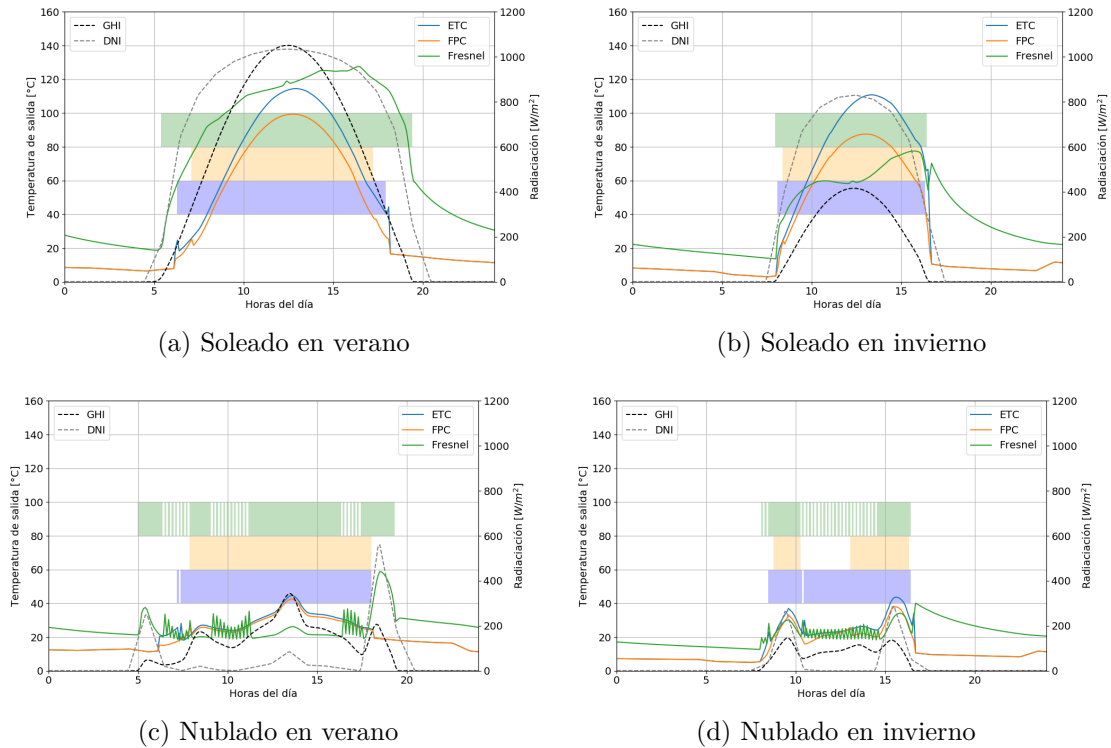 GHI
DNI
ETC
FPC
Fresnel
160
140
120
100
80
60
40
20
0
Temperatura de salida [°C]
1200
1000
800
600
400
200
0
Radiaciación [W/m²]
0 5 10 15 20
Horas del día
(a) Soleado en verano
GHI
DNI
ETC
FPC
Fresnel
160
140
120
100
80
60
40
20
0
Temperatura de salida [°C]
1200
1000
800
600
400
200
0
Radiaciación [W/m²]
0 5 10 15 20
Horas del día
(b) Soleado en invierno
GHI
DNI
ETC
FPC
Fresnel
160
140
120
100
80
60
40
20
0
Temperatura de salida [°C]
1200
1000
800
600
400
200
0
Radiaciación [W/m²]
0 5 10 15 20
Horas del día
(c) Nublado en verano
GHI
DNI
ETC
FPC
Fresnel
160
140
120
100
80
60
40
20
0
Temperatura de salida [°C]
1200
1000
800
600
400
200
0
Radiaciación [W/m²]
0 5 10 15 20
Horas del día
(d) Nublado en invierno